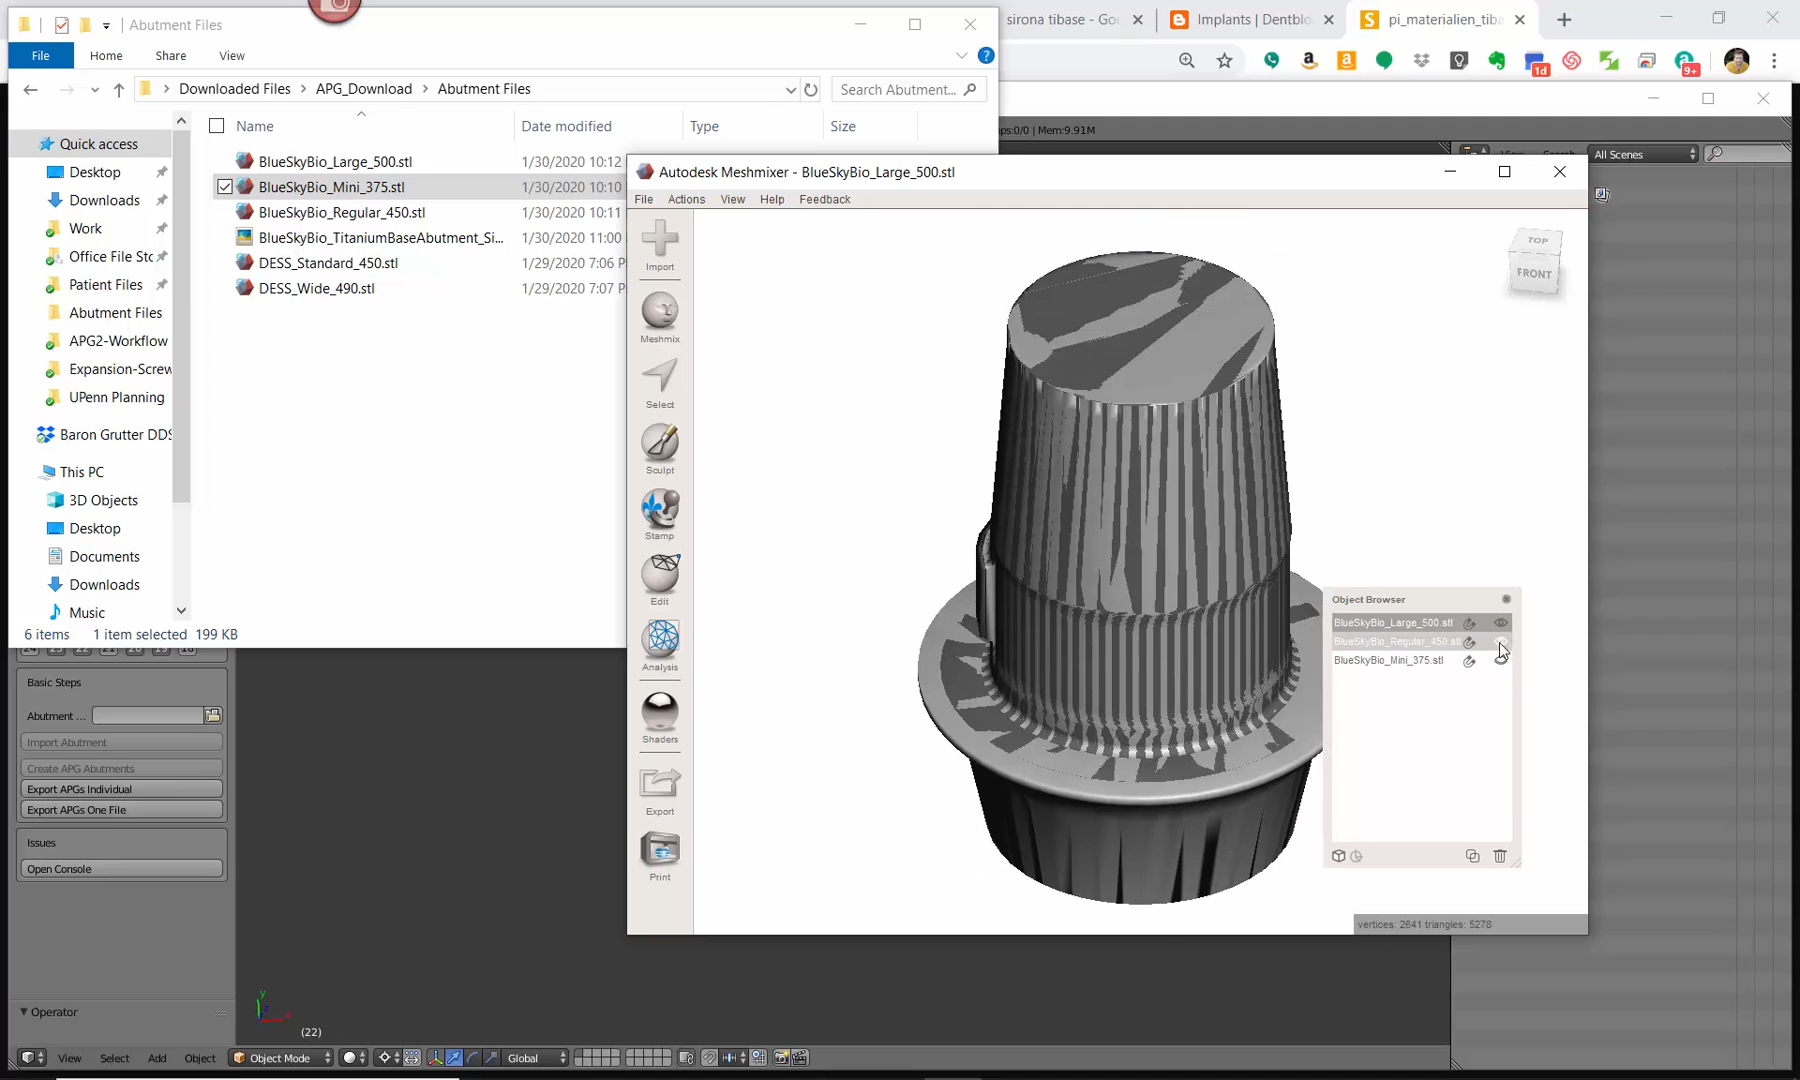 Abutment Files
sirona tibase - Goo
Implants | Dentblo
pi_materialien_tib
File
Home
Share
View
1d
9+
Downloaded Files
APG_Download
Abutment Files
Search Abutment...
ps:0/0 | Mem:9.91M
All Scenes
Name
Date modified
Type
Size
Quick access
Desktop
Downloads
Work
Office File Stc
Patient Files
Abutment Files
APG2-Workflow
Expansion-Screw
UPenn Planning
Baron Grutter DDS
This PC
3D Objects
Desktop
Documents
Downloads
Music
BlueSkyBio_Large_500.stl 1/30/2020 10:12
BlueSkyBio_Mini_375.stl 1/30/2020 10:10
BlueSkyBio_Regular_450.stl 1/30/2020 10:11
BlueSkyBio_TitaniumBaseAbutment_Si... 1/30/2020 11:00
DESS_Standard_450.stl 1/29/2020 7:06 P
DESS_Wide_490.stl 1/29/2020 7:07 P
6 items 1 item selected 199 KB
Autodesk Meshmixer - BlueSkyBio_Large_500.stl
File Actions View Help Feedback
Import
Meshmix
Select
Sculpt
Stamp
Edit
Analysis
Shaders
Export
Print
TOP
FRONT
Object Browser
BlueSkyBio_Large_500.stl
BlueSkyBio_Regular_450.stl
BlueSkyBio_Mini_375.stl
vertices: 2641 triangles: 5278
Basic Steps
Abutment ...
Import Abutment
Create APG Abutments
Export APGs Individual
Export APGs One File
Issues
Open Console
Operator
y
(22)
View
Select
Add
Object
Object Mode
Global